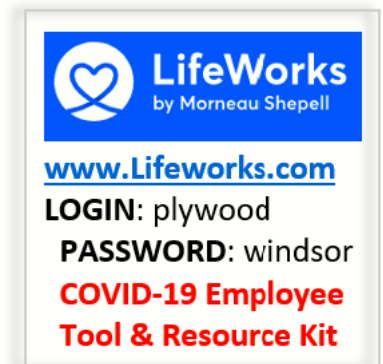 LifeWorks
by Morneau Shepell
www.Lifeworks.com
LOGIN: plywood
PASSWORD: windsor
COVID-19 Employee
Tool & Resource Kit